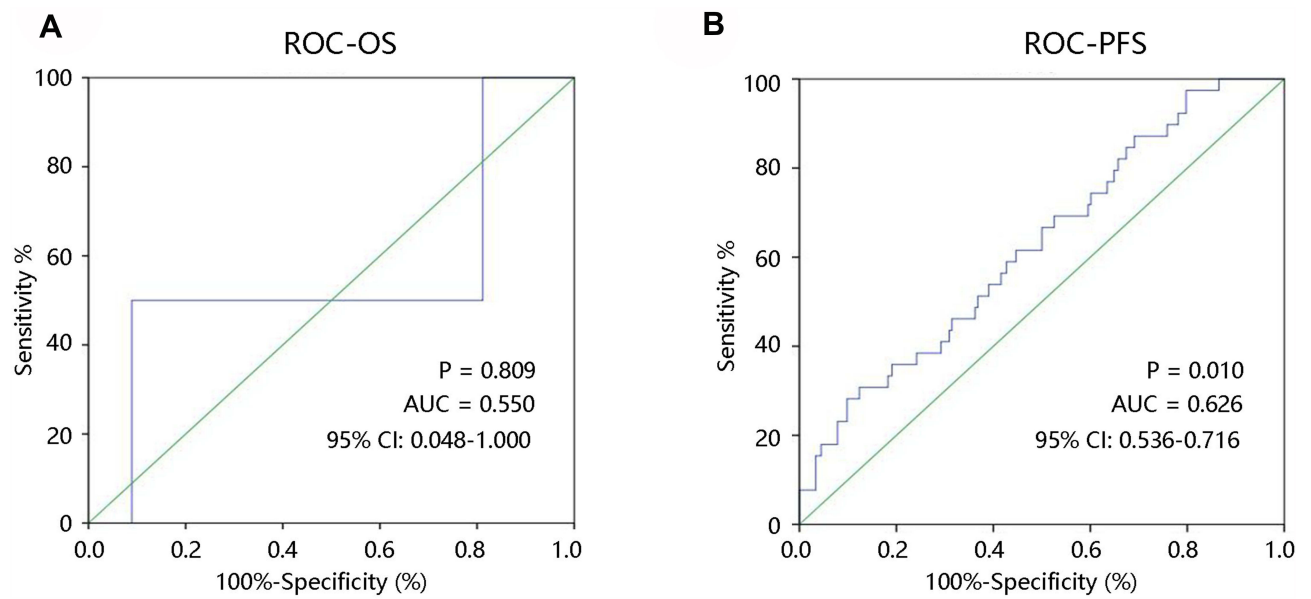 A
ROC-OS
100
80
60
40
20
0
Sensitivity %
P = 0.809
AUC = 0.550
95% CI: 0.048-1.000
0.0 0.2 0.4 0.6 0.8 1.0
100%-Specificity (%)
B
ROC-PFS
100
80
60
40
20
0
Sensitivity %
P = 0.010
AUC = 0.626
95% CI: 0.536-0.716
0.0 0.2 0.4 0.6 0.8 1.0
100%-Specificity (%)